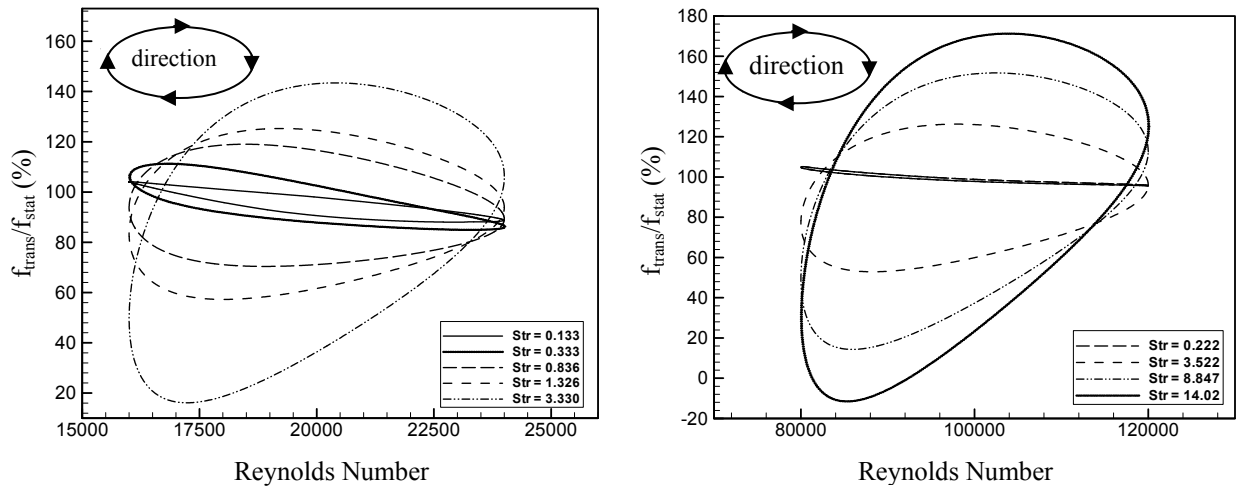 160
140
120
100
80
60
40
20
15000 17500 20000 22500 25000
f_trans/f_stat (%)
Reynolds Number
direction
Str = 0.133
Str = 0.333
Str = 0.836
Str = 1.326
Str = 3.330
180
160
140
120
100
80
60
40
20
0
-20
80000 100000 120000
f_trans/f_stat (%)
Reynolds Number
direction
Str = 0.222
Str = 3.522
Str = 8.847
Str = 14.02